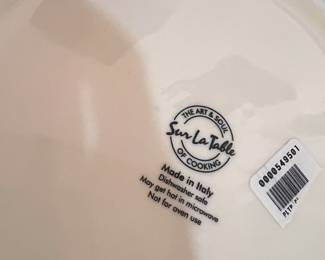 THE ART & SOUL
Sur La Table
OF COOKING
Made in Italy
Dishwasher safe
May get hot in microwave
Not for oven use
0000549501